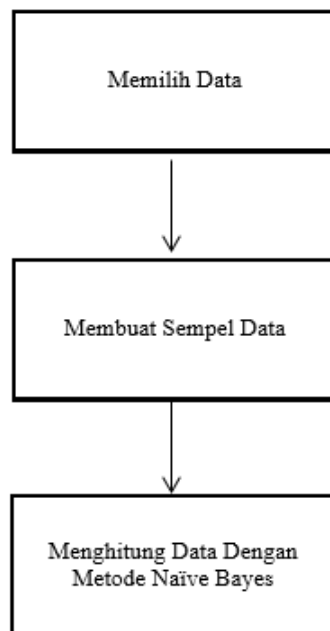 Memilih Data
Membuat Sempel Data
Menghitung Data Dengan
Metode Naïve Bayes